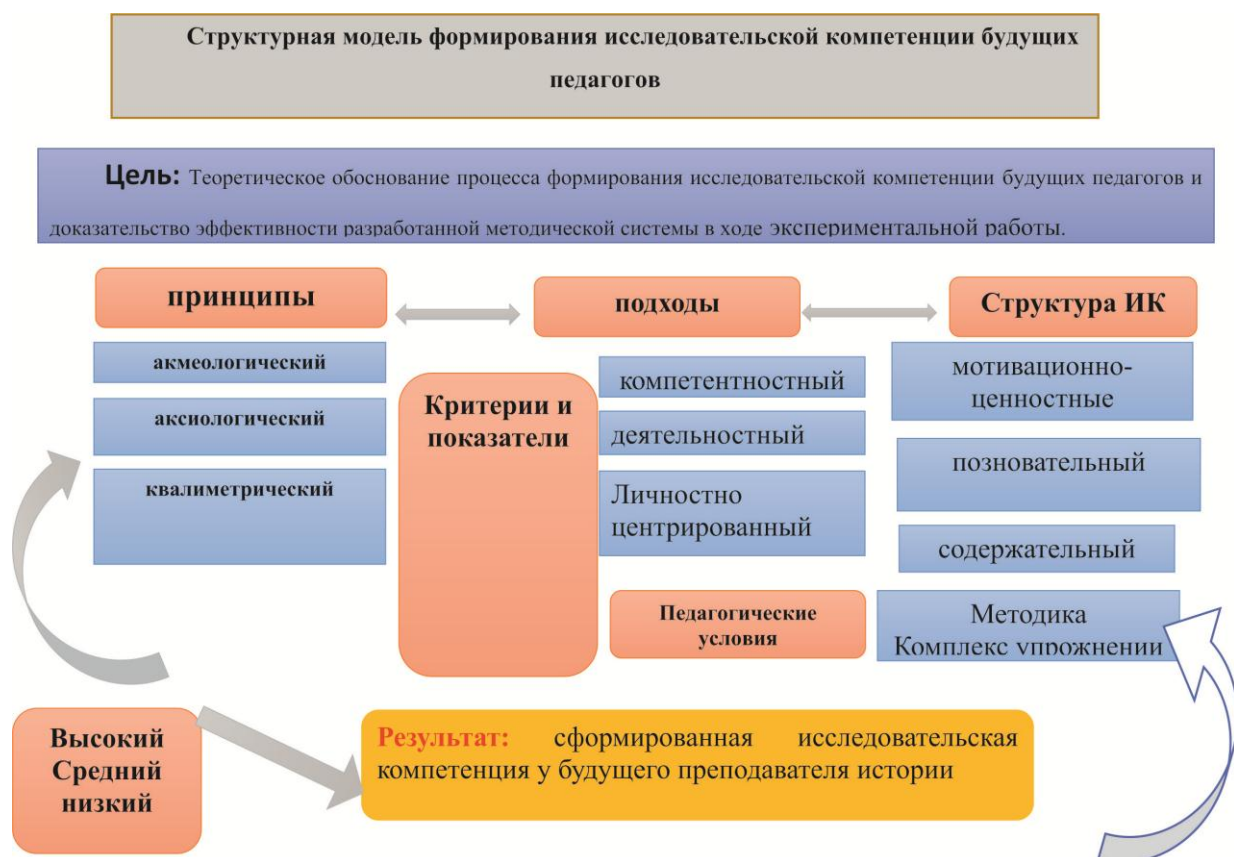 Структурная модель формирования исследовательской компетенции будущих
педагогов
Цель: Теоретическое обоснование процесса формирования исследовательской компетенции будущих педагогов и
доказательство эффективности разработанной методической системы в ходе экспериментальной работы.
принципы
подходы
Структура ИК
акмеологический
аксиологический
квалиметрический
Критерии и
показатели
компетентностный
деятельностный
Личностно
центрированный
Педагогические
условия
мотивационно-
ценностные
позновательный
содержательный
Методика
Комплекс упрожнении
Высокий
Средний
низкий
Результат: сформированная исследовательская
компетенция у будущего преподавателя истории